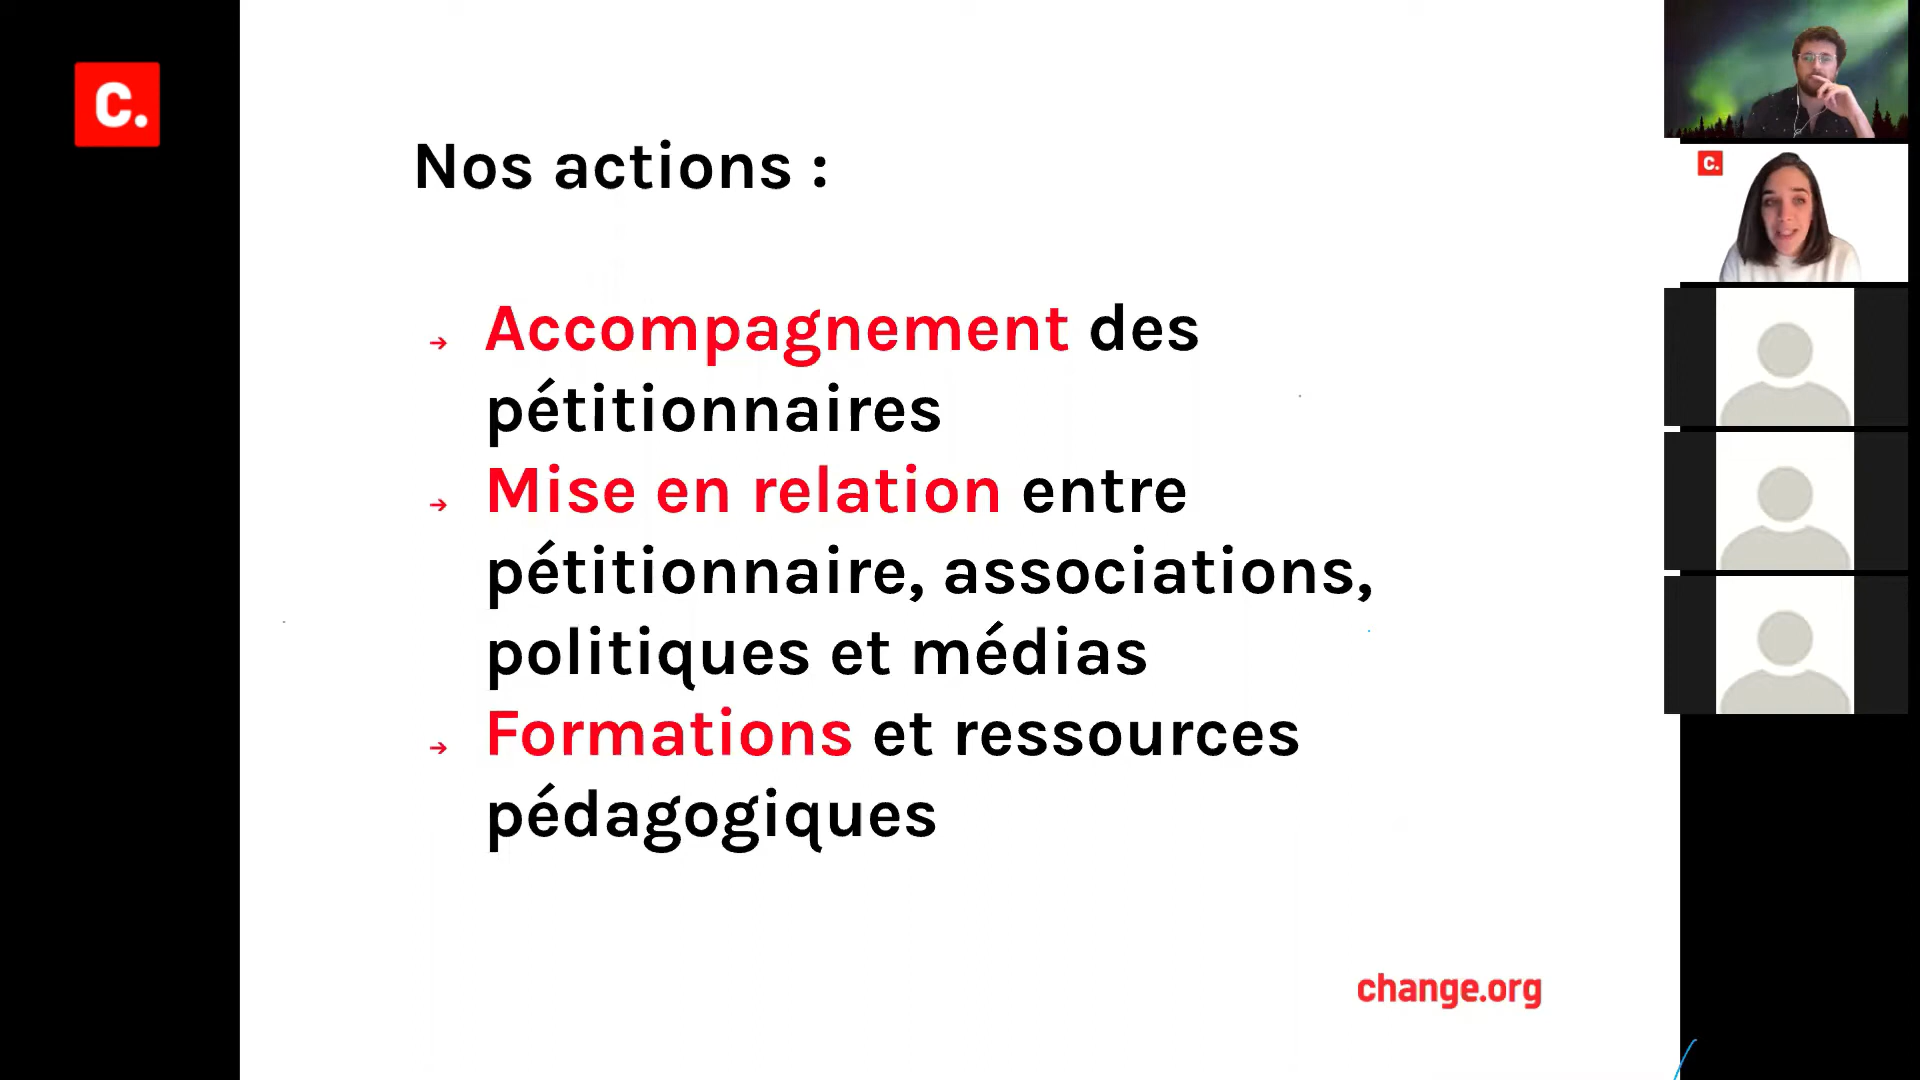 C.
Nos actions :
→ Accompagnement des
pétitionnaires
→ Mise en relation entre
pétitionnaire, associations,
politiques et médias
→ Formations et ressources
pédagogiques
change.org
C.